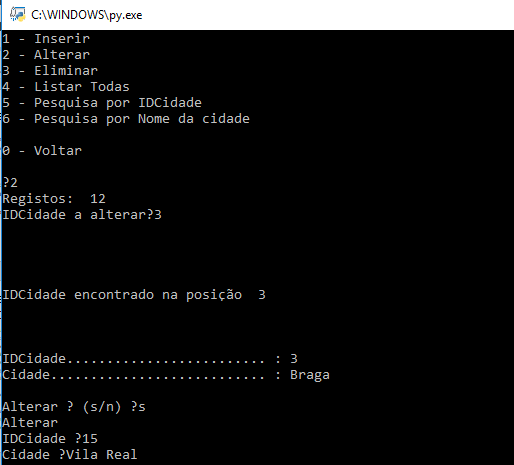 C:\WINDOWS\py.exe
1 - Inserir
2 - Alterar
3 - Eliminar
4 - Listar Todas
5 - Pesquisa por IDCidade
6 - Pesquisa por Nome da cidade
0 - Voltar
?2
Registos:  12
IDCidade a alterar?3
IDCidade encontrado na posição  3
IDCidade......................... : 3
Cidade........................... : Braga
Alterar ? (s/n) ?s
Alterar
IDCidade ?15
Cidade ?Vila Real